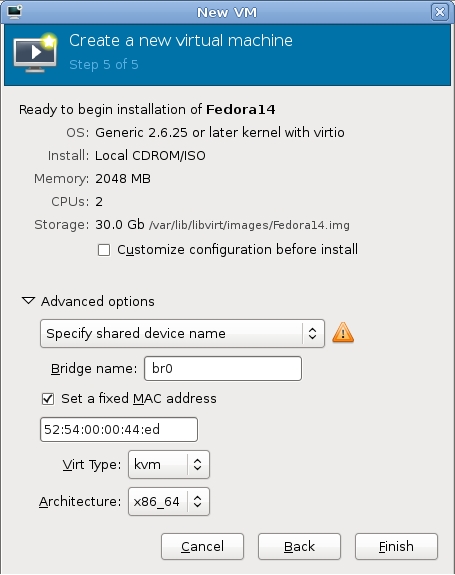 New VM
Create a new virtual machine
Step 5 of 5
Ready to begin installation of Fedora14
OS: Generic 2.6.25 or later kernel with virtio
Install: Local CDROM/ISO
Memory: 2048 MB
CPUs: 2
Storage: 30.0 Gb /var/lib/libvirt/images/Fedora14.img
Customize configuration before install
Advanced options
Specify shared device name
Bridge name: br0
Set a fixed MAC address
52:54:00:00:44:ed
Virt Type: kvm
Architecture: x86_64
Cancel Back Finish